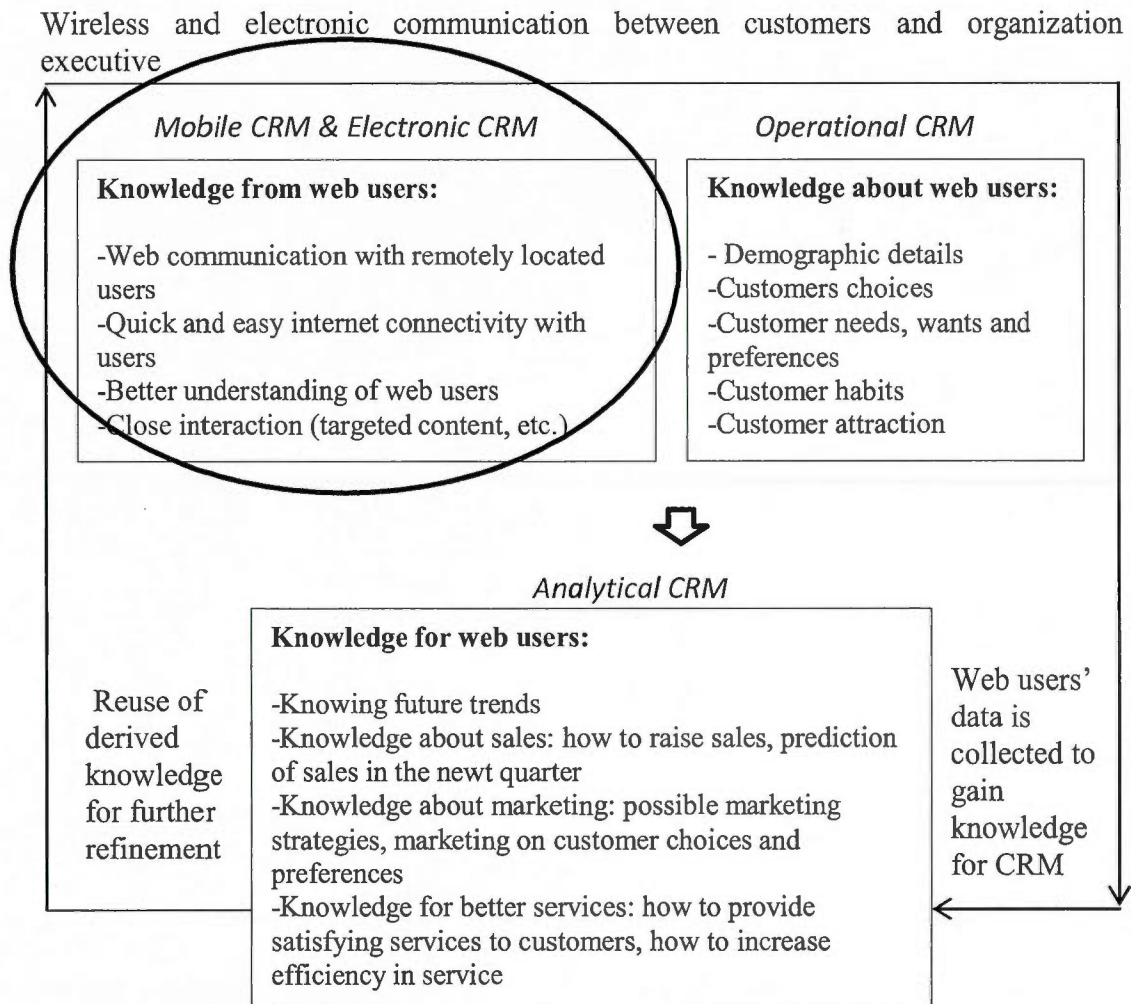 Wireless and electronic communication between customers and organization
executive
Mobile CRM & Electronic CRM
Knowledge from web users:
-Web communication with remotely located
users
-Quick and easy internet connectivity with
users
-Better understanding of web users
-Close interaction (targeted content, etc.)
Operational CRM
Knowledge about web users:
- Demographic details
-Customers choices
-Customer needs, wants and
preferences
-Customer habits
-Customer attraction
Analytical CRM
Knowledge for web users:
-Knowing future trends
-Knowledge about sales: how to raise sales, prediction
of sales in the newt quarter
-Knowledge about marketing: possible marketing
strategies, marketing on customer choices and
preferences
-Knowledge for better services: how to provide
satisfying services to customers, how to increase
efficiency in service
Reuse of
derived
knowledge
for further
refinement
Web users’
data is
collected to
gain
knowledge
for CRM